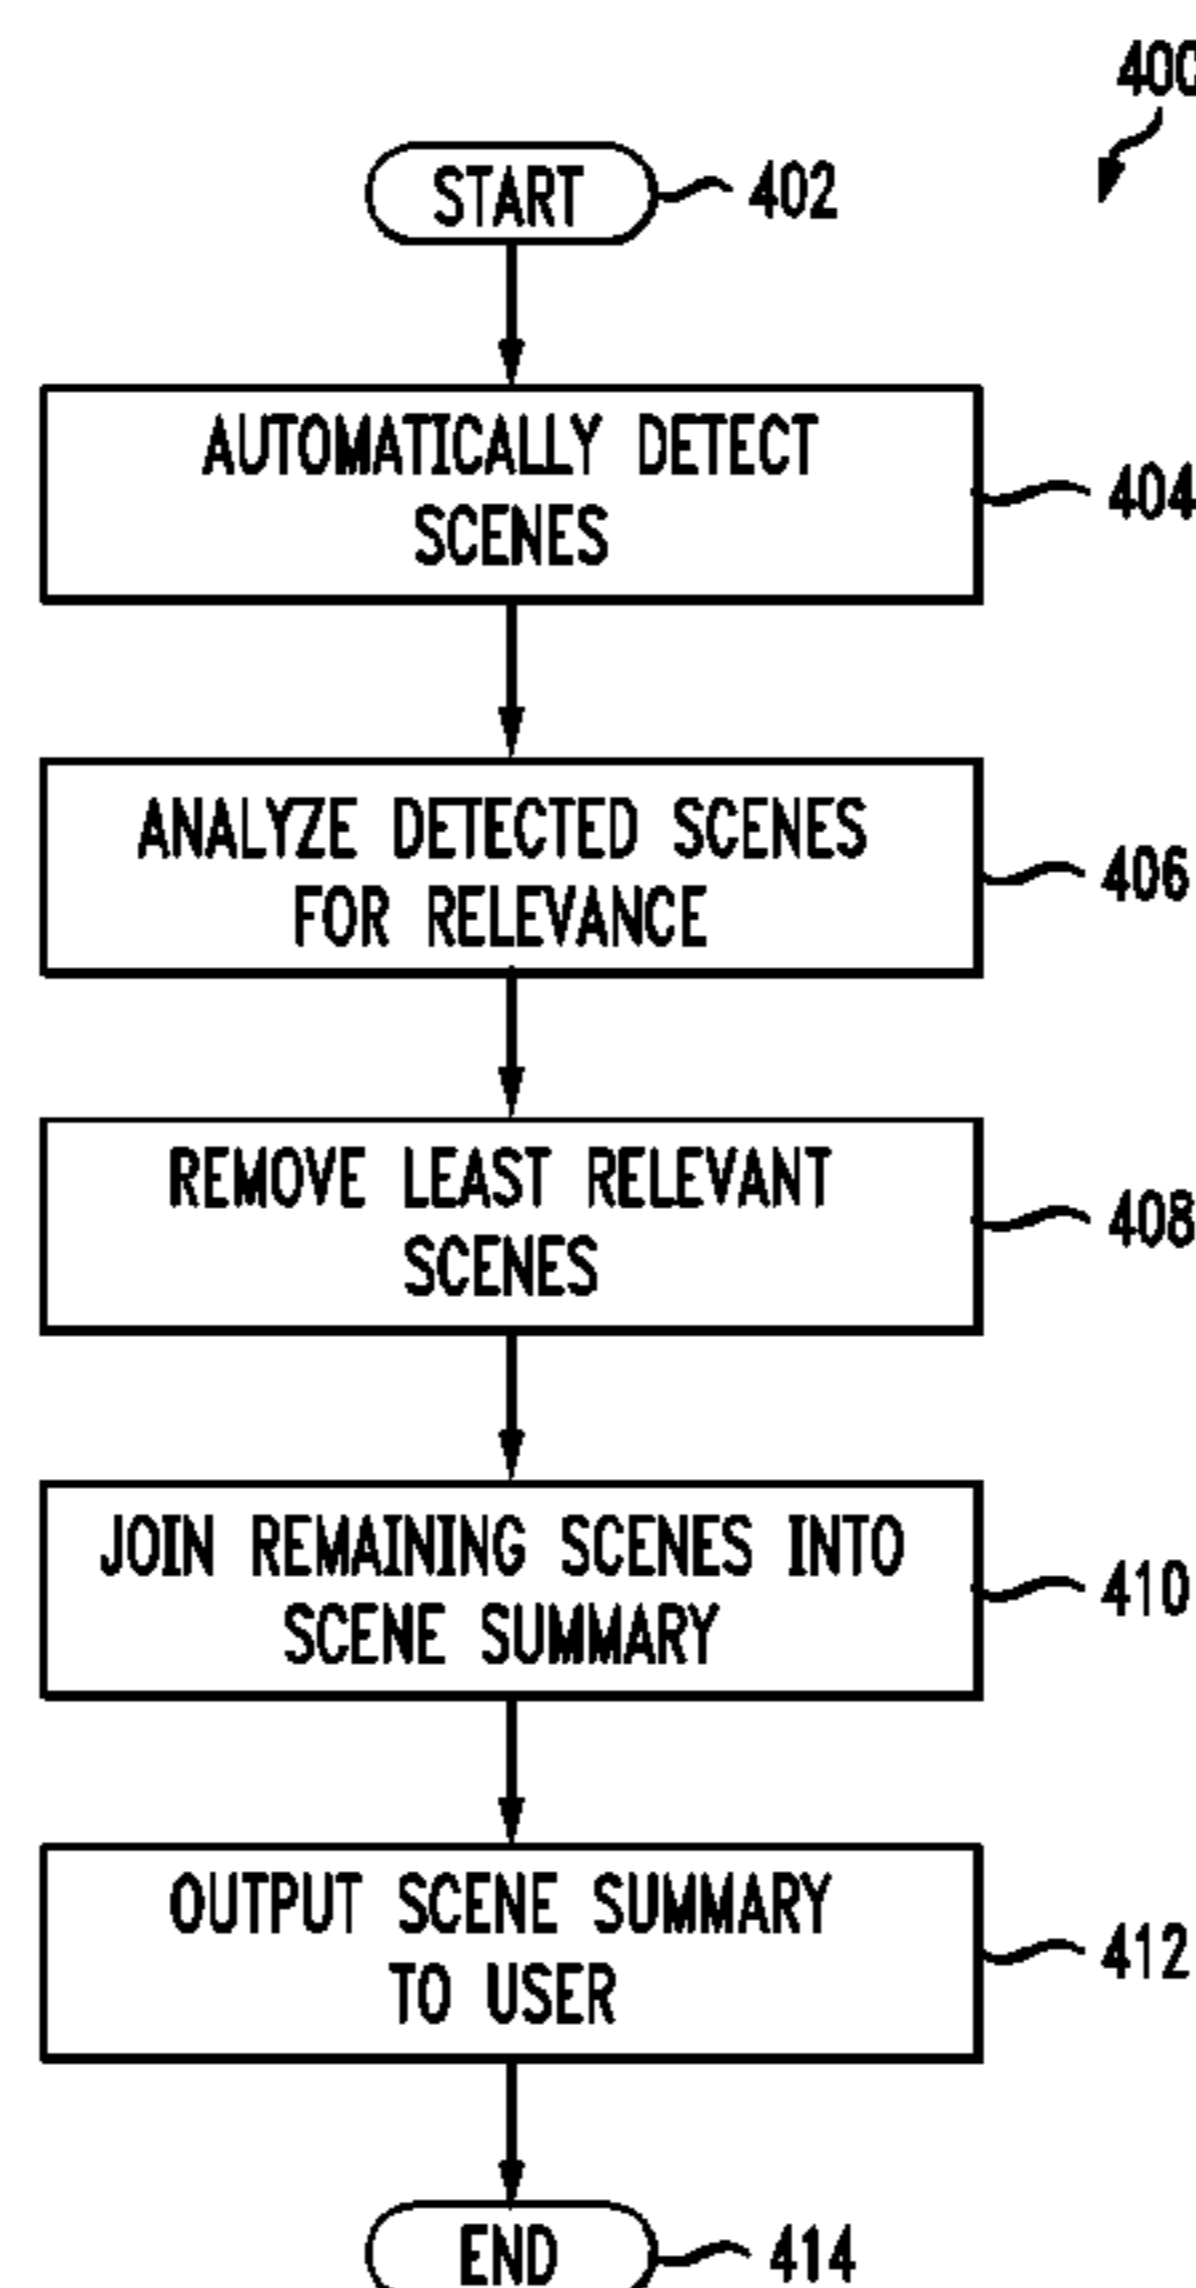 400
START
402
AUTOMATICALLY DETECT
SCENES
404
ANALYZE DETECTED SCENES
FOR RELEVANCE
406
REMOVE LEAST RELEVANT
SCENES
408
JOIN REMAINING SCENES INTO
SCENE SUMMARY
410
OUTPUT SCENE SUMMARY
TO USER
412
END
414